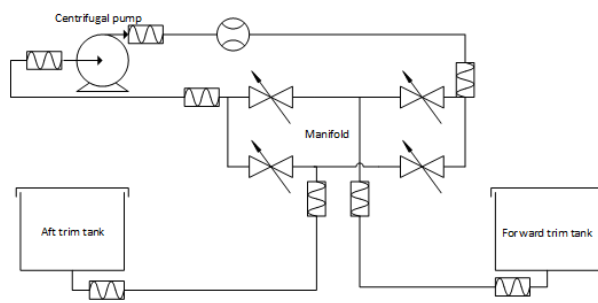 Centrifugal pump
Manifold
Aft trim tank
Forward trim tank